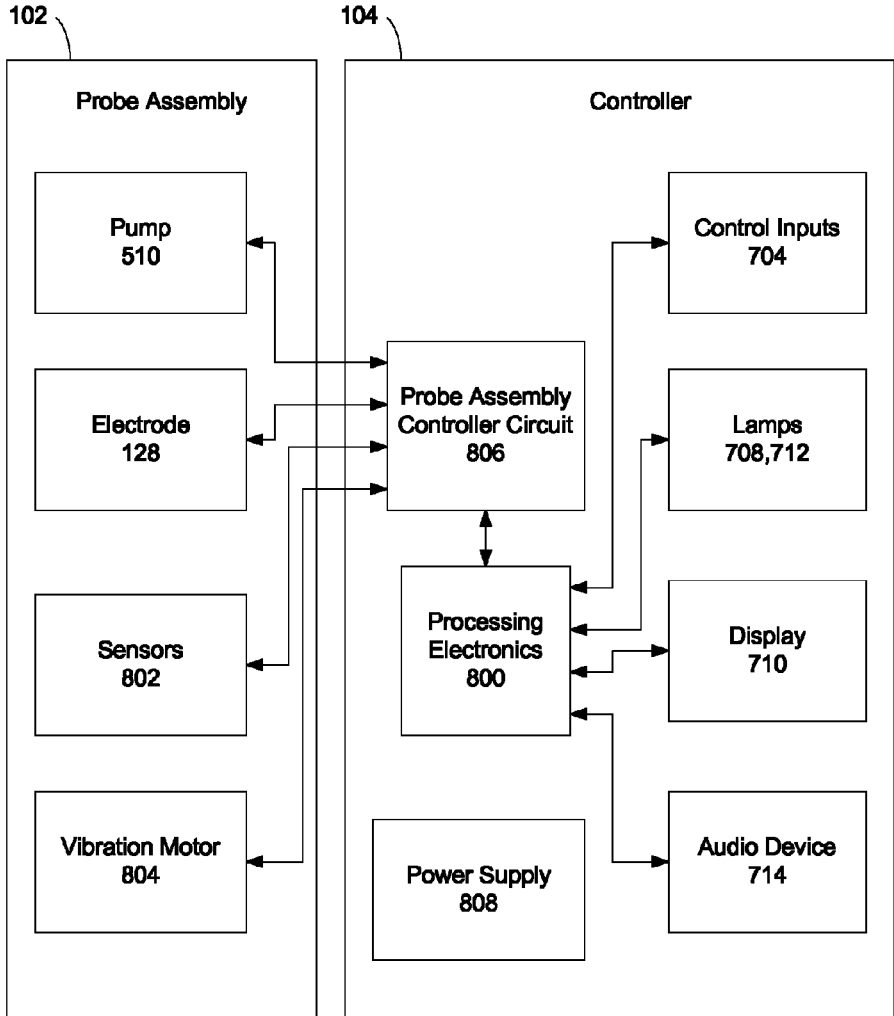 102
104
Probe Assembly
Controller
Pump
510
Electrode
128
Sensors
802
Vibration Motor
804
Probe Assembly
Controller Circuit
806
Processing
Electronics
800
Power Supply
808
Control Inputs
704
Lamps
708,712
Display
710
Audio Device
714